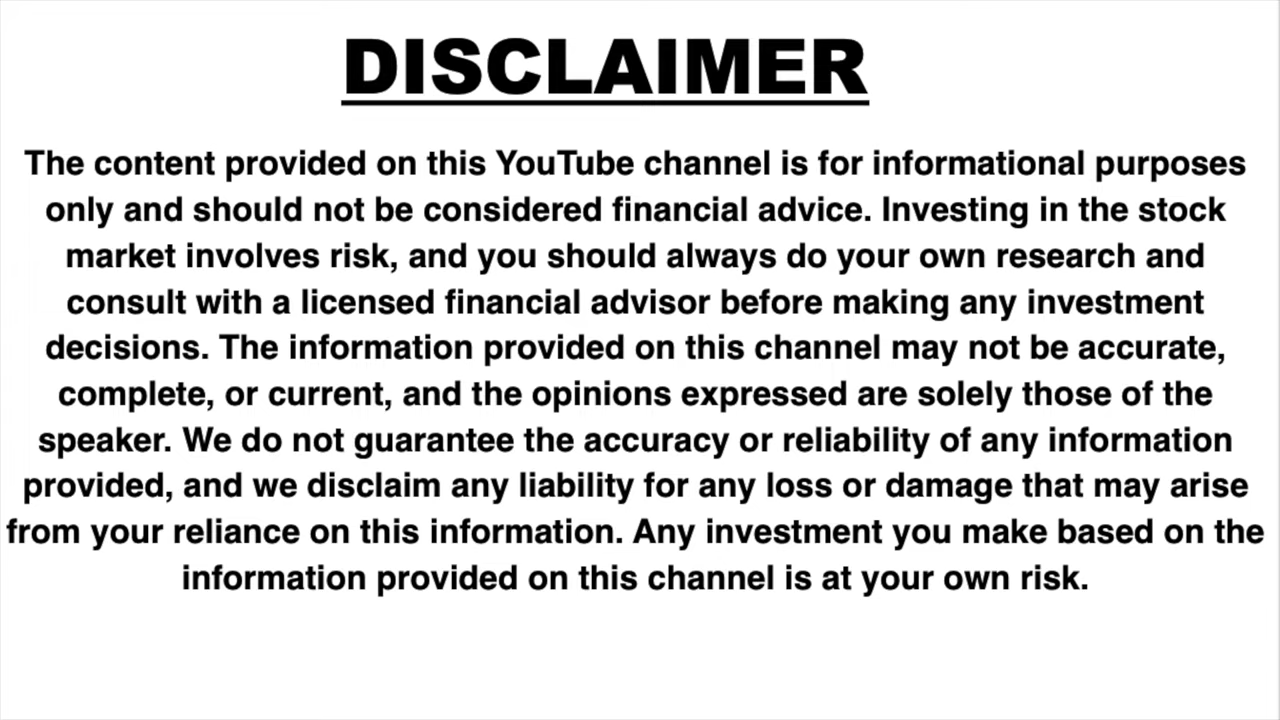 DISCLAIMER
The content provided on this YouTube channel is for informational purposes
only and should not be considered financial advice. Investing in the stock
market involves risk, and you should always do your own research and
consult with a licensed financial advisor before making any investment
decisions. The information provided on this channel may not be accurate,
complete, or current, and the opinions expressed are solely those of the
speaker. We do not guarantee the accuracy or reliability of any information
provided, and we disclaim any liability for any loss or damage that may arise
from your reliance on this information. Any investment you make based on the
information provided on this channel is at your own risk.